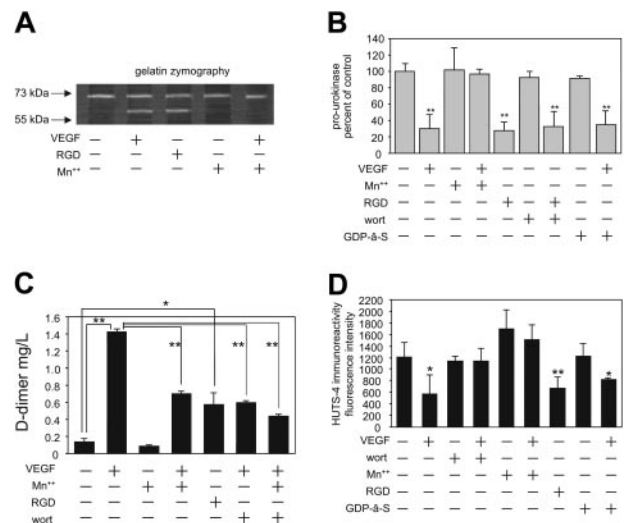 A
gelatin zymography
73 kDa
55 kDa
VEGF – + – – +
RGD – – + – –
Mn++ – – – + +
B
pro-urokinase
percent of control
140
120
100
80
60
40
20
0
** ** ** **
VEGF – + – + – – – – +
Mn++ – – + + – – – – –
RGD – – – – + – + – –
wort – – – – – + + – –
GDP-â-S – – – – – – – + +
C
D-dimer mg/L
1.6
1.4
1.2
1.0
0.8
0.6
0.4
0.2
0
*
**
** ** **
VEGF – + – + – + +
Mn++ – – + + – – +
RGD – – – – + – –
wort – – – – – + +
D
HUTS-4 immunoreactivity
fluorescence intensity
2200
2000
1800
1600
1400
1200
1000
800
600
400
200
0
* ** *
VEGF – + – + – + – – +
wort – – + + – – – – –
Mn++ – – – – + + – – –
RGD – – – – – – + – –
GDP-â-S – – – – – – – + +